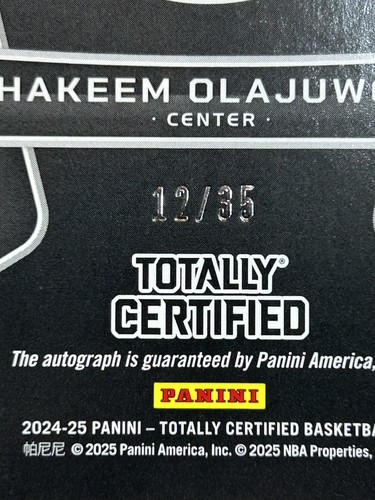 HAKEEM OLAJUW
· CENTER ·
12/35
TOTALLY®
CERTIFIED
The autograph is guaranteed by Panini America,
PANINI
2024-25 PANINI – TOTALLY CERTIFIED BASKETBA
帕尼尼 © 2025 Panini America, Inc. © 2025 NBA Properties,